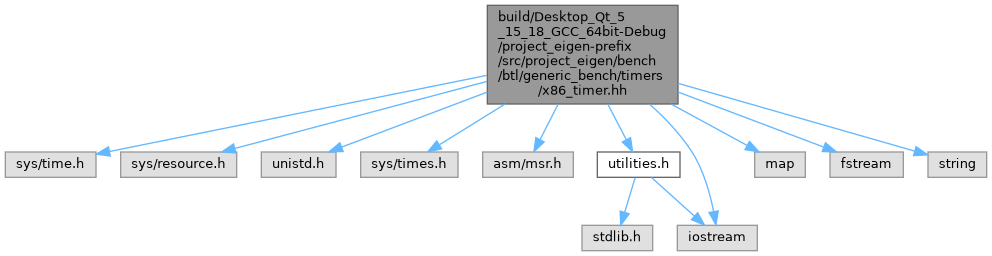 build/Desktop_Qt_5
_15_18_GCC_64bit-Debug
/project_eigen-prefix
/src/project_eigen/bench
/btl/generic_bench/timers
/x86_timer.hh
sys/time.h
sys/resource.h
unistd.h
sys/times.h
asm/msr.h
utilities.h
map
fstream
string
stdlib.h
iostream